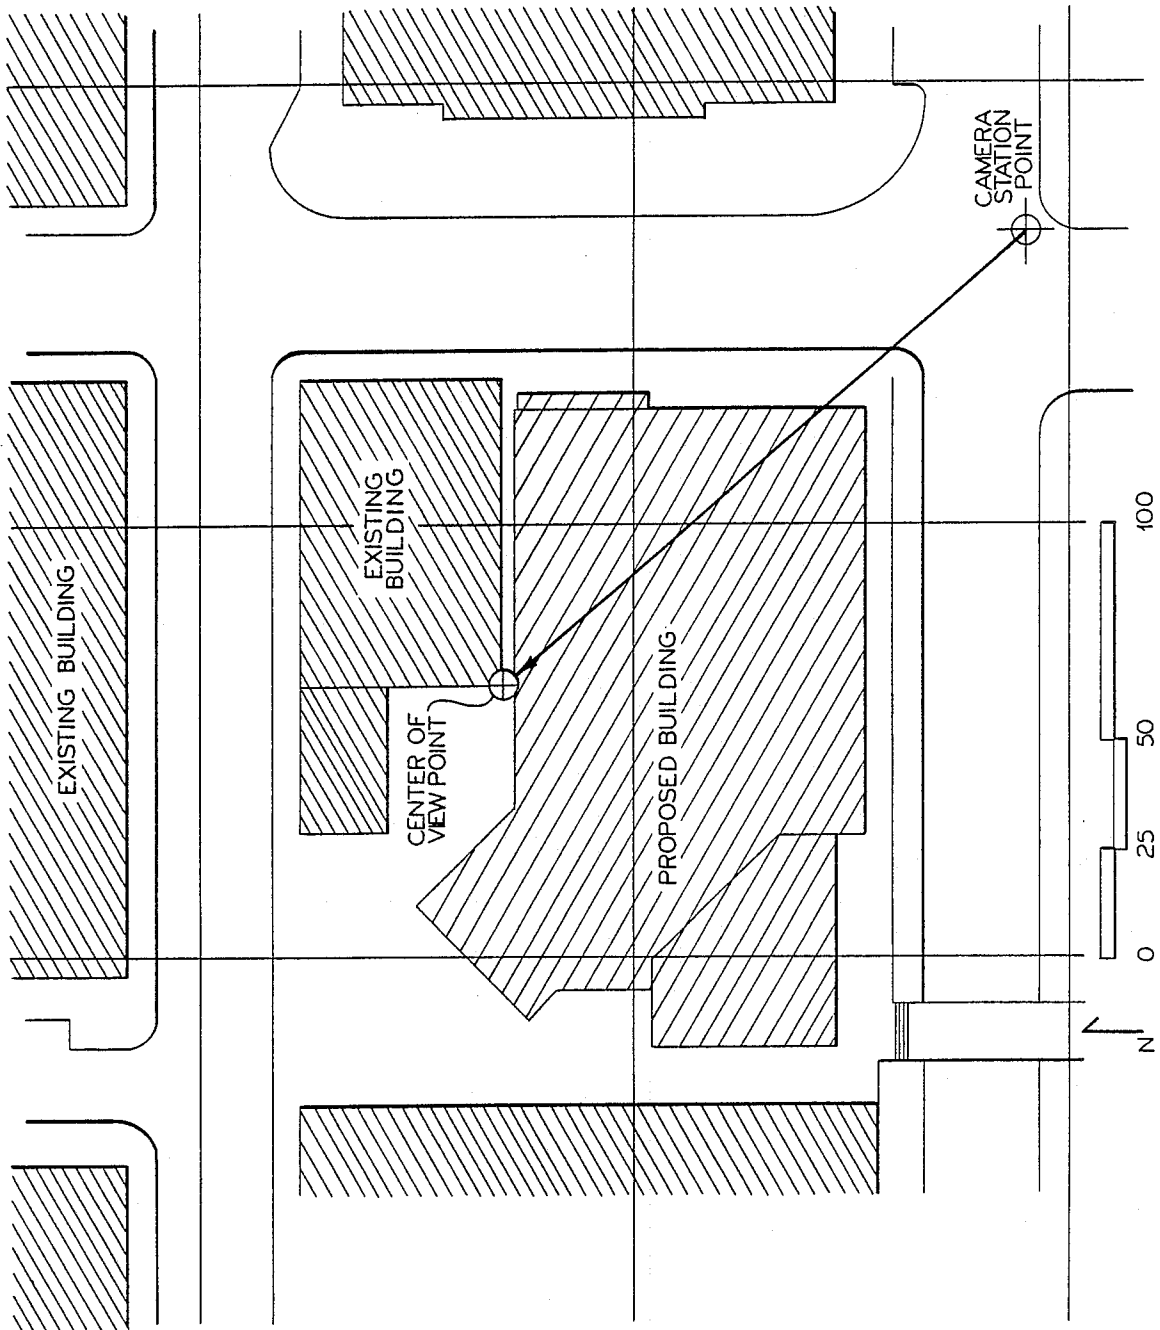 EXISTING BUILDING
EXISTING
BUILDING
CENTER OF
VIEW POINT
PROPOSED BUILDING
CAMERA
STATION
POINT
N
0 25 50 100